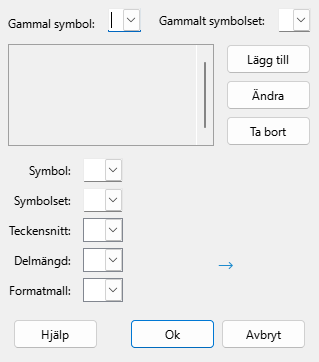 Gammal symbol: Gammalt symbolset:
Lägg till
Ändra
Ta bort
Symbol:
Symbolset:
Teckensnitt:
Delmängd:
Formatmall:
Hjälp Ok Avbryt